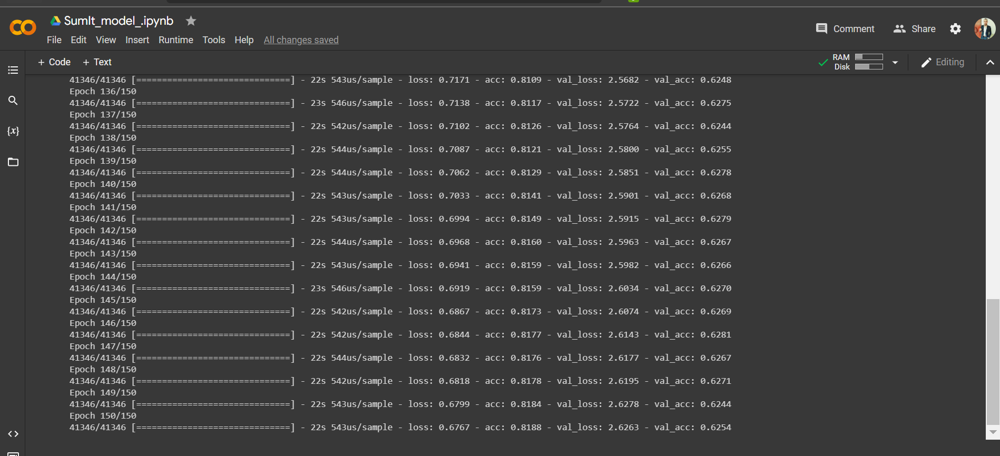 SumIt_model_.ipynb
Comment Share
File Edit View Insert Runtime Tools Help All changes saved
+ Code + Text
RAM
Disk
Editing
41346/41346 [==============================] - 22s 543us/sample - loss: 0.7171 - acc: 0.8109 - val_loss: 2.5682 - val_acc: 0.6248
Epoch 136/150
41346/41346 [==============================] - 23s 546us/sample - loss: 0.7138 - acc: 0.8117 - val_loss: 2.5722 - val_acc: 0.6275
Epoch 137/150
41346/41346 [==============================] - 22s 542us/sample - loss: 0.7102 - acc: 0.8126 - val_loss: 2.5764 - val_acc: 0.6244
Epoch 138/150
41346/41346 [==============================] - 22s 544us/sample - loss: 0.7087 - acc: 0.8121 - val_loss: 2.5800 - val_acc: 0.6255
Epoch 139/150
41346/41346 [==============================] - 22s 544us/sample - loss: 0.7062 - acc: 0.8129 - val_loss: 2.5851 - val_acc: 0.6278
Epoch 140/150
41346/41346 [==============================] - 22s 543us/sample - loss: 0.7033 - acc: 0.8141 - val_loss: 2.5901 - val_acc: 0.6268
Epoch 141/150
41346/41346 [==============================] - 22s 543us/sample - loss: 0.6994 - acc: 0.8149 - val_loss: 2.5915 - val_acc: 0.6279
Epoch 142/150
41346/41346 [==============================] - 22s 544us/sample - loss: 0.6968 - acc: 0.8160 - val_loss: 2.5963 - val_acc: 0.6267
Epoch 143/150
41346/41346 [==============================] - 22s 543us/sample - loss: 0.6941 - acc: 0.8159 - val_loss: 2.5982 - val_acc: 0.6266
Epoch 144/150
41346/41346 [==============================] - 23s 546us/sample - loss: 0.6919 - acc: 0.8159 - val_loss: 2.6034 - val_acc: 0.6270
Epoch 145/150
41346/41346 [==============================] - 22s 542us/sample - loss: 0.6867 - acc: 0.8173 - val_loss: 2.6074 - val_acc: 0.6269
Epoch 146/150
41346/41346 [==============================] - 22s 542us/sample - loss: 0.6844 - acc: 0.8177 - val_loss: 2.6143 - val_acc: 0.6281
Epoch 147/150
41346/41346 [==============================] - 22s 544us/sample - loss: 0.6832 - acc: 0.8176 - val_loss: 2.6177 - val_acc: 0.6267
Epoch 148/150
41346/41346 [==============================] - 22s 542us/sample - loss: 0.6818 - acc: 0.8178 - val_loss: 2.6195 - val_acc: 0.6271
Epoch 149/150
41346/41346 [==============================] - 22s 543us/sample - loss: 0.6799 - acc: 0.8184 - val_loss: 2.6278 - val_acc: 0.6244
Epoch 150/150
41346/41346 [==============================] - 22s 543us/sample - loss: 0.6767 - acc: 0.8188 - val_loss: 2.6263 - val_acc: 0.6254